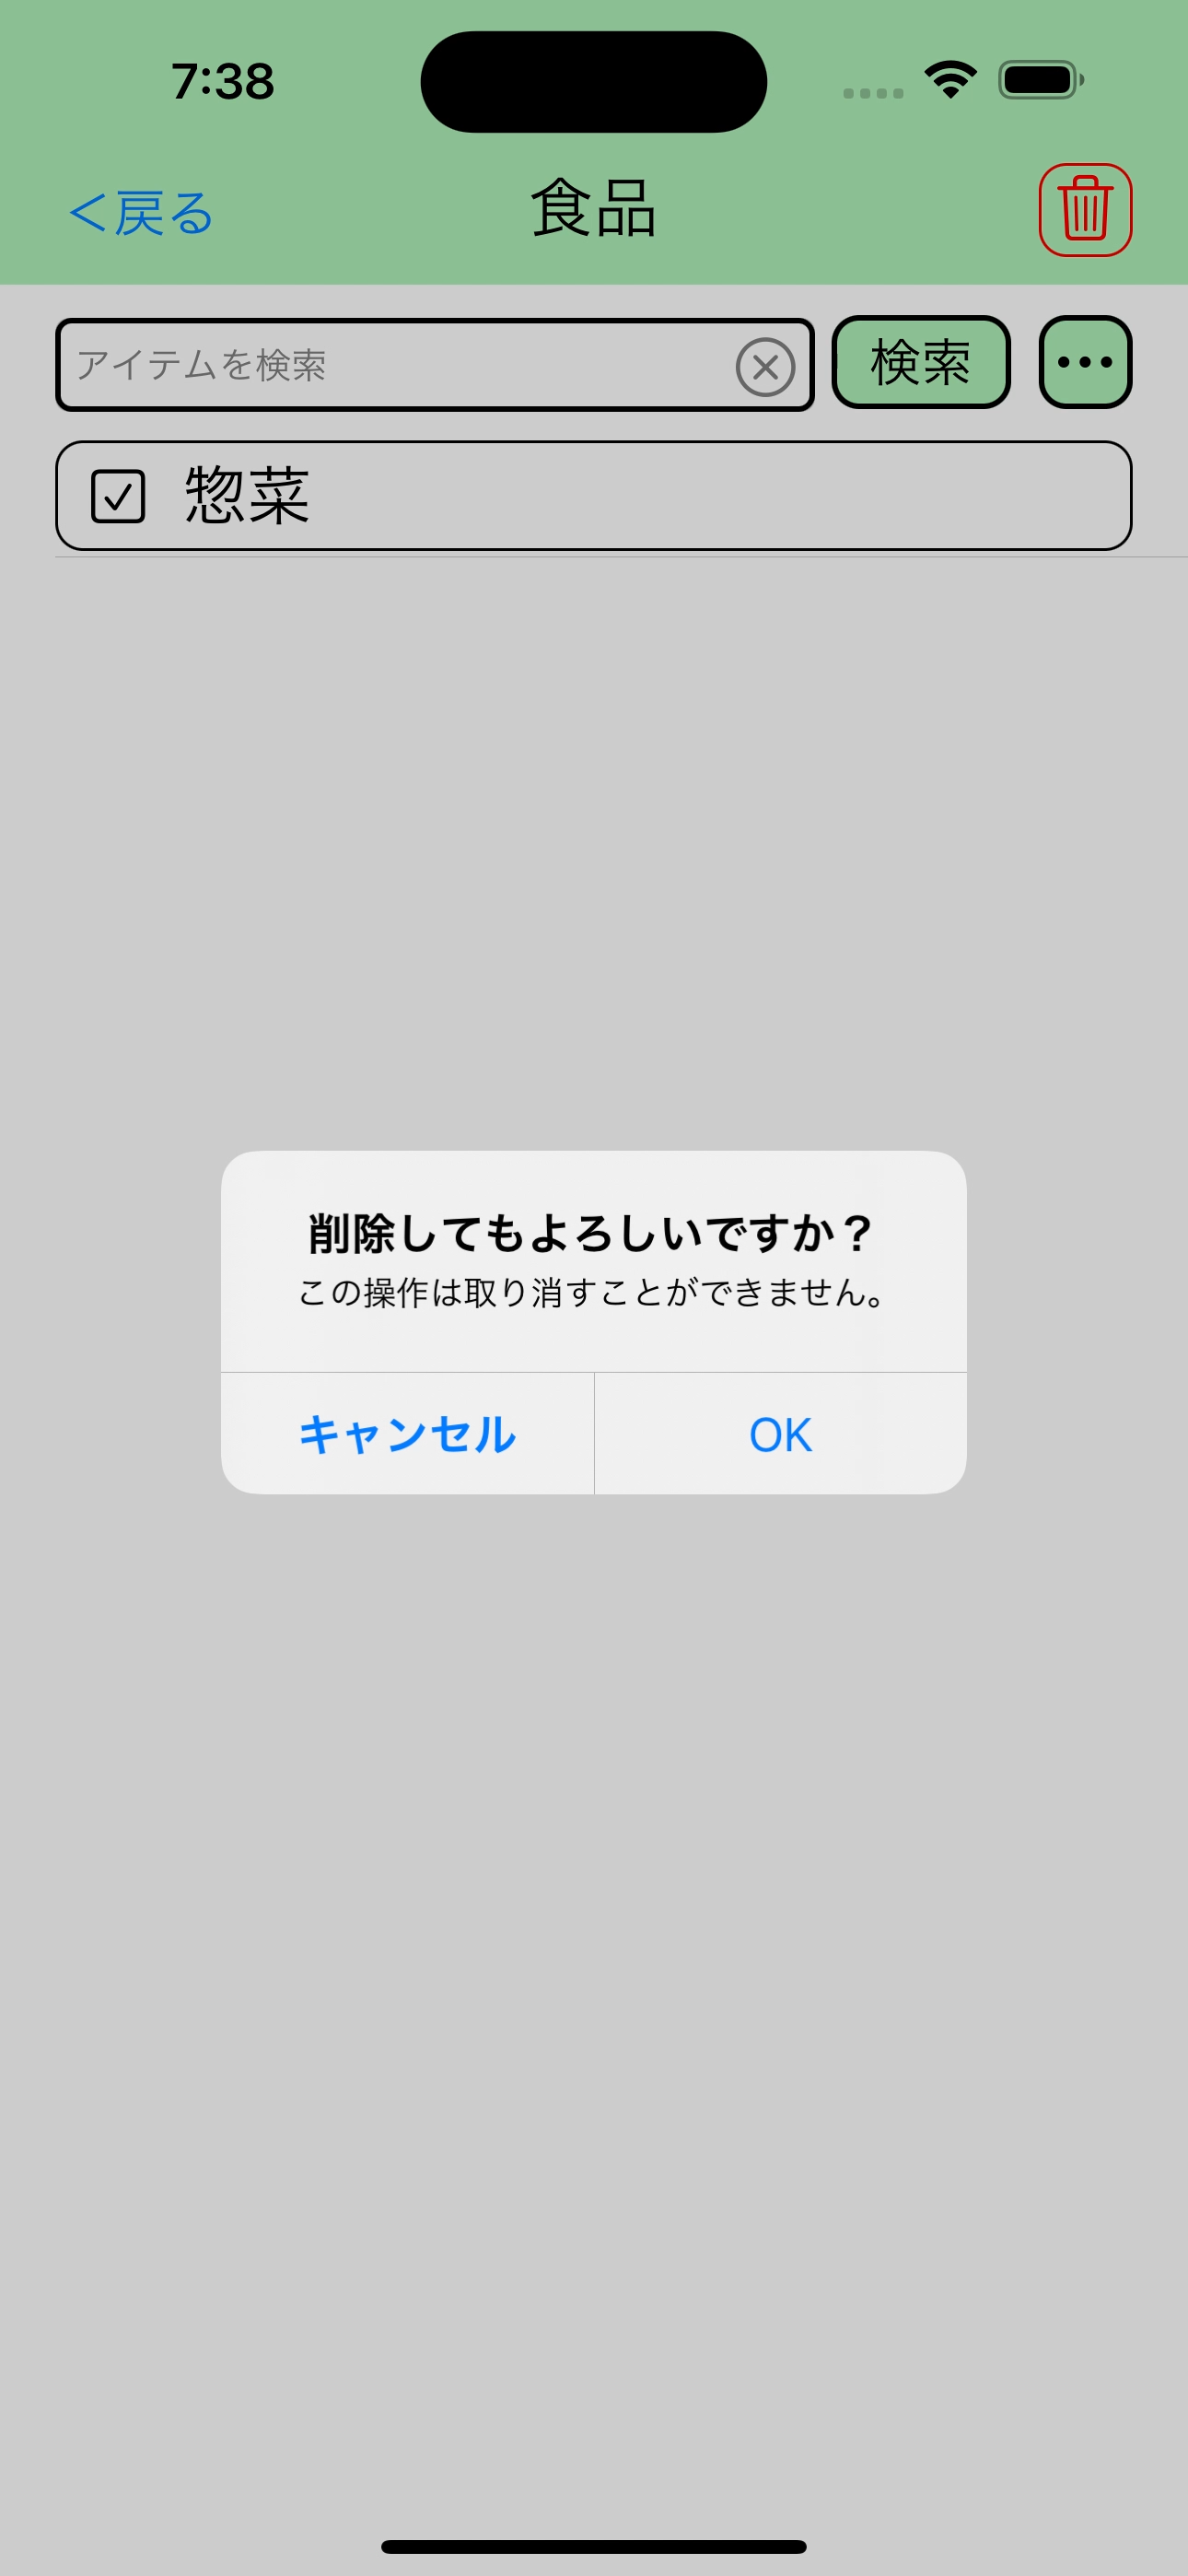 7:38
＜戻る
食品
アイテムを検索
検索
惣菜
削除してもよろしいですか？
この操作は取り消すことができません。
キャンセル
OK